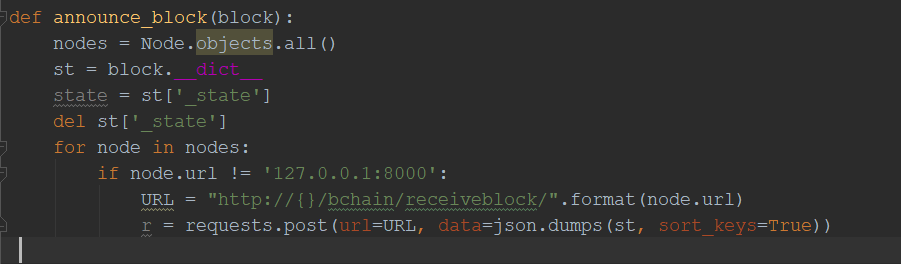 def announce_block(block):
    nodes = Node.objects.all()
    st = block.__dict__
    state = st['_state']
    del st['_state']
    for node in nodes:
        if node.url != '127.0.0.1:8000':
            URL = "http://{}/bchain/receiveblock/".format(node.url)
            r = requests.post(url=URL, data=json.dumps(st, sort_keys=True))